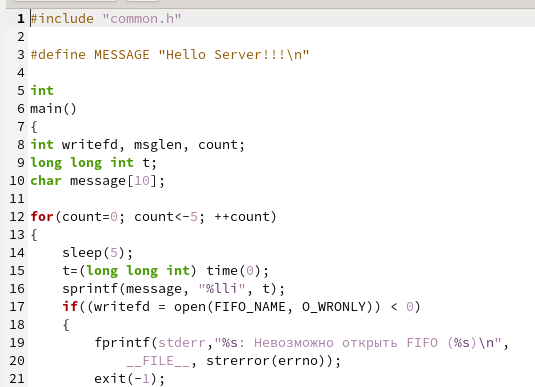 1 #include "common.h"
2
3 #define MESSAGE "Hello Server!!!\n"
4
5 int
6 main()
7 {
8 int writefd, msglen, count;
9 long long int t;
10 char message[10];
11
12 for(count=0; count<-5; ++count)
13 {
14     sleep(5);
15     t=(long long int) time(0);
16     sprintf(message, "%lli", t);
17     if((writefd = open(FIFO_NAME, O_WRONLY)) < 0)
18     {
19         fprintf(stderr,"%s: Невозможно открыть FIFO (%s)\n",
20             __FILE__, strerror(errno));
21         exit(-1);